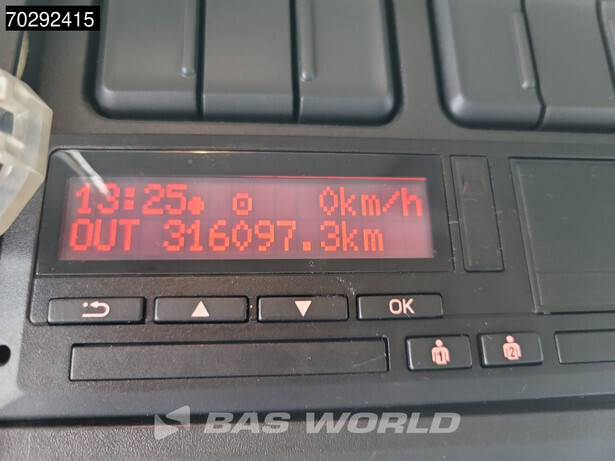 70292415
13:25 0km/h
OUT 316097.3km
OK
1 2
BAS WORLD